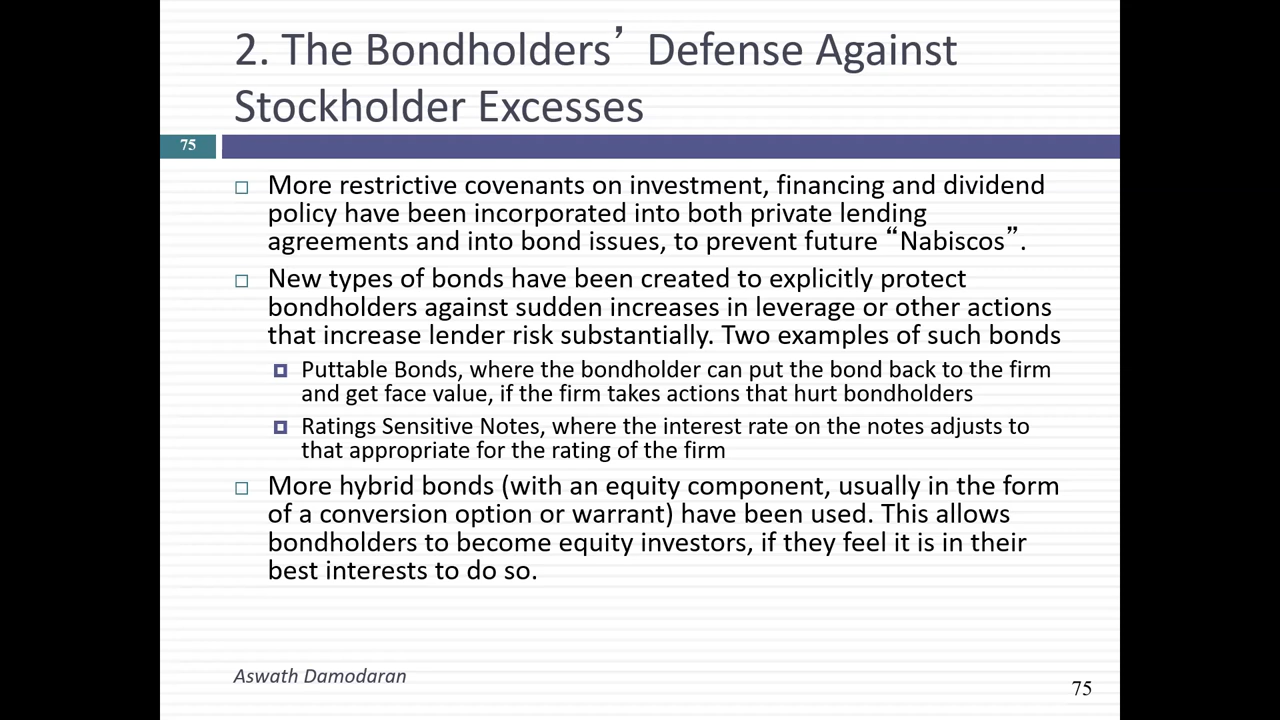 2. The Bondholders’ Defense Against
Stockholder Excesses
75
More restrictive covenants on investment, financing and dividend
policy have been incorporated into both private lending
agreements and into bond issues, to prevent future “Nabiscos”.
New types of bonds have been created to explicitly protect
bondholders against sudden increases in leverage or other actions
that increase lender risk substantially. Two examples of such bonds
Puttable Bonds, where the bondholder can put the bond back to the firm
and get face value, if the firm takes actions that hurt bondholders
Ratings Sensitive Notes, where the interest rate on the notes adjusts to
that appropriate for the rating of the firm
More hybrid bonds (with an equity component, usually in the form
of a conversion option or warrant) have been used. This allows
bondholders to become equity investors, if they feel it is in their
best interests to do so.
Aswath Damodaran
75